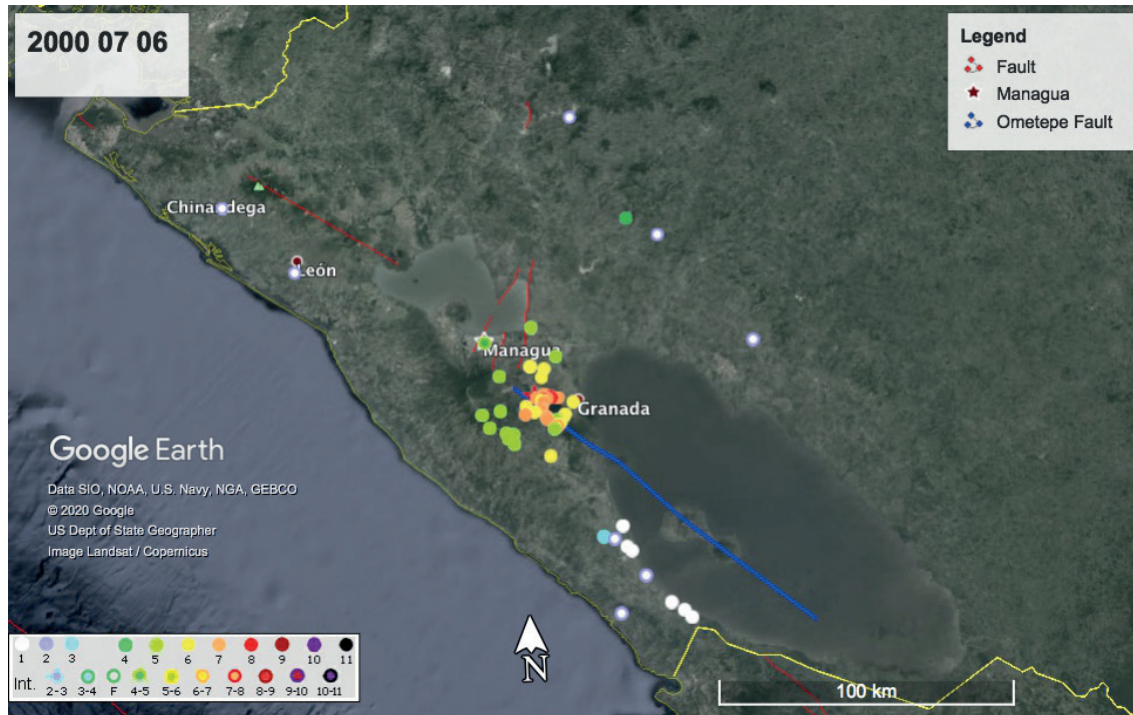 2000 07 06
Legend
Fault
Managua
Ometepe Fault
Chinandega
León
Managua
Granada
Google Earth
Data SIO, NOAA, U.S. Navy, NGA, GEBCO
© 2020 Google
US Dept of State Geographer
Image Landsat / Copernicus
1 2 3 4 5 6 7 8 9 10 11
Int. 2-3 3-4 F 4-5 5-6 6-7 7-8 8-9 9-10 10-11
N
100 km